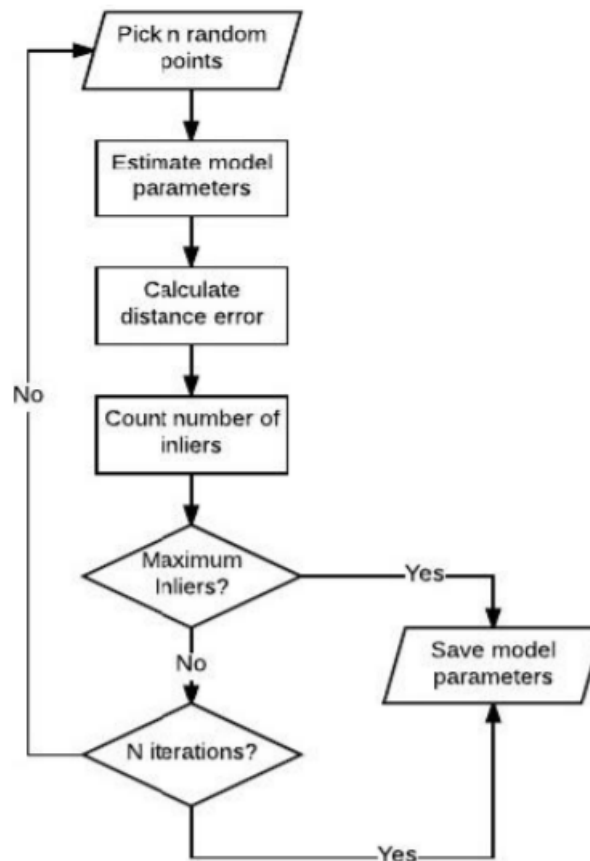 Pick n random
points
Estimate model
parameters
Calculate
distance error
No
Count number of
inliers
Maximum
Inliers?
Yes
No
Save model
parameters
N iterations?
Yes